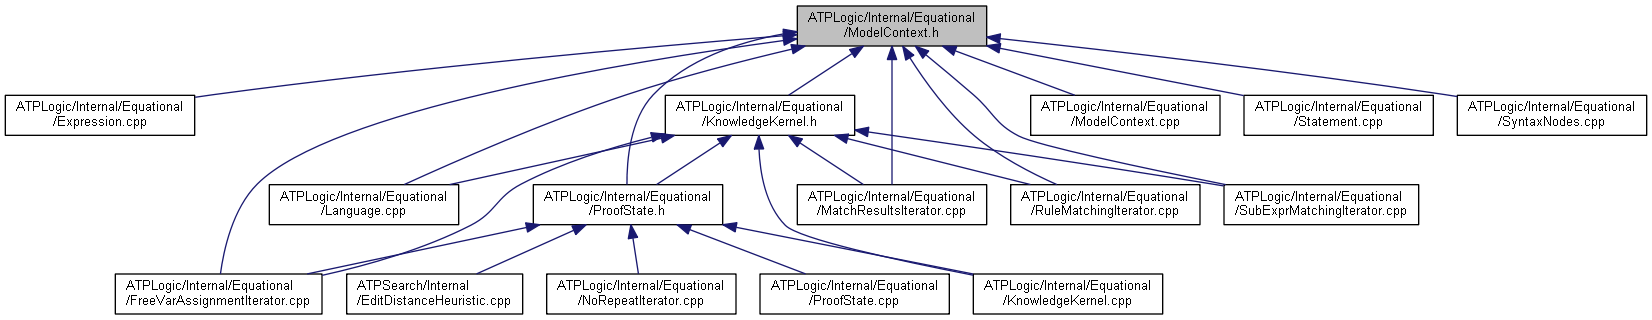 ATPLogic/Internal/Equational
/ModelContext.h
ATPLogic/Internal/Equational
/Expression.cpp
ATPLogic/Internal/Equational
/KnowledgeKernel.h
ATPLogic/Internal/Equational
/ModelContext.cpp
ATPLogic/Internal/Equational
/Statement.cpp
ATPLogic/Internal/Equational
/SyntaxNodes.cpp
ATPLogic/Internal/Equational
/Language.cpp
ATPLogic/Internal/Equational
/ProofState.h
ATPLogic/Internal/Equational
/MatchResultsIterator.cpp
ATPLogic/Internal/Equational
/RuleMatchingIterator.cpp
ATPLogic/Internal/Equational
/SubExprMatchingIterator.cpp
ATPLogic/Internal/Equational
/FreeVarAssignmentIterator.cpp
ATPSearch/Internal
/EditDistanceHeuristic.cpp
ATPLogic/Internal/Equational
/NoRepeatIterator.cpp
ATPLogic/Internal/Equational
/ProofState.cpp
ATPLogic/Internal/Equational
/KnowledgeKernel.cpp